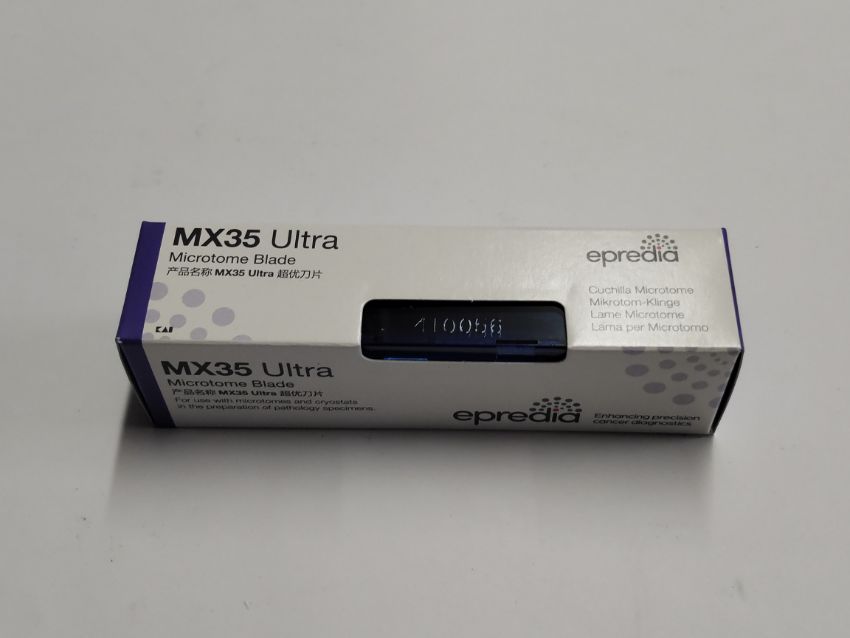 MX35 Ultra
Microtome Blade
产品名称 MX35 Ultra 超优刀片
KAI
epredia
Cuchilla Microtome
Mikrotom-Klinge
Lame Microtome
Lama per Microtomo
MX35 Ultra
Microtome Blade
产品名称 MX35 Ultra 超优刀片
For use with microtomes and cryostats
in the preparation of pathology specimens.
epredia
Enhancing precision
cancer diagnostics